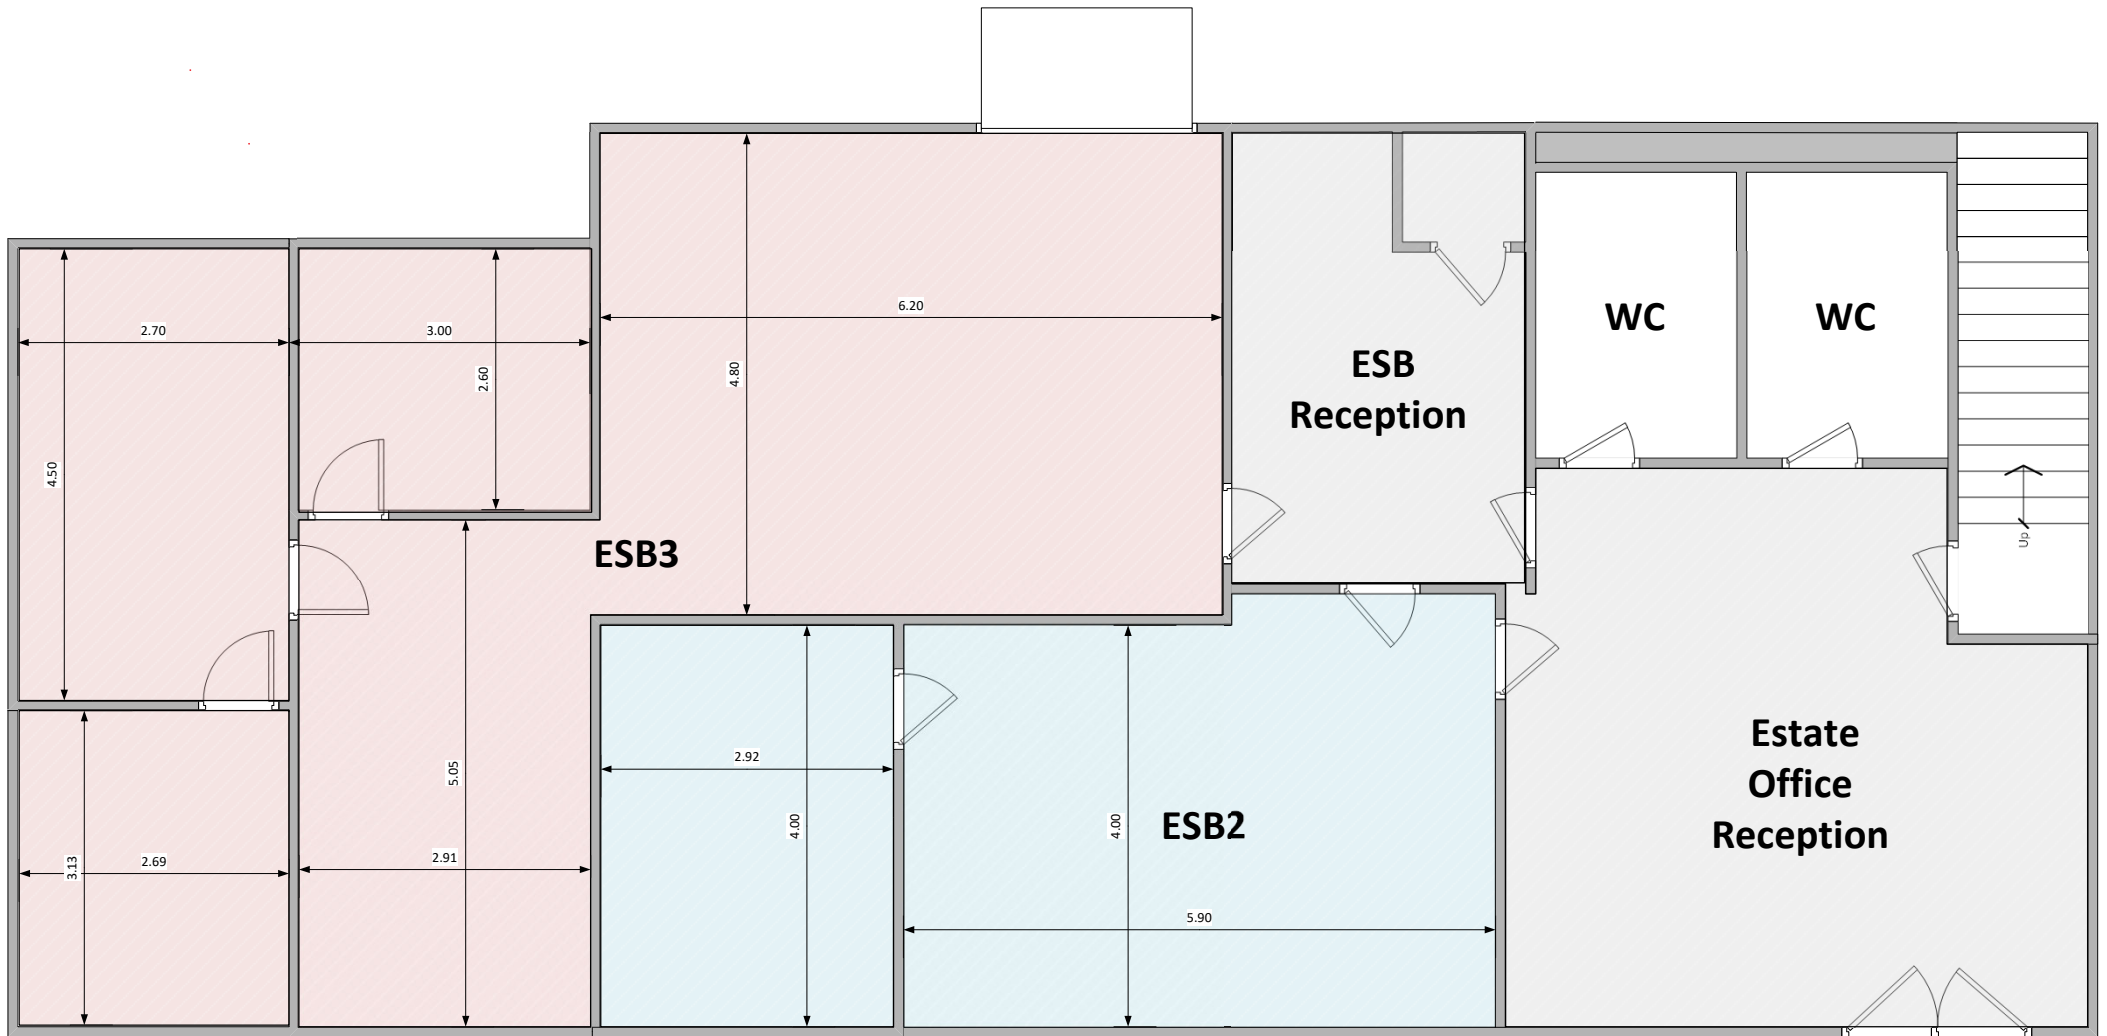 6.20
WC
WC
2.70
3.00
ESB
Reception
4.80
2.60
4.50
Up
ESB3
Estate
Office
Reception
2.92
5.05
4.00
4.00
ESB2
2.91
2.69
3.13
5.90